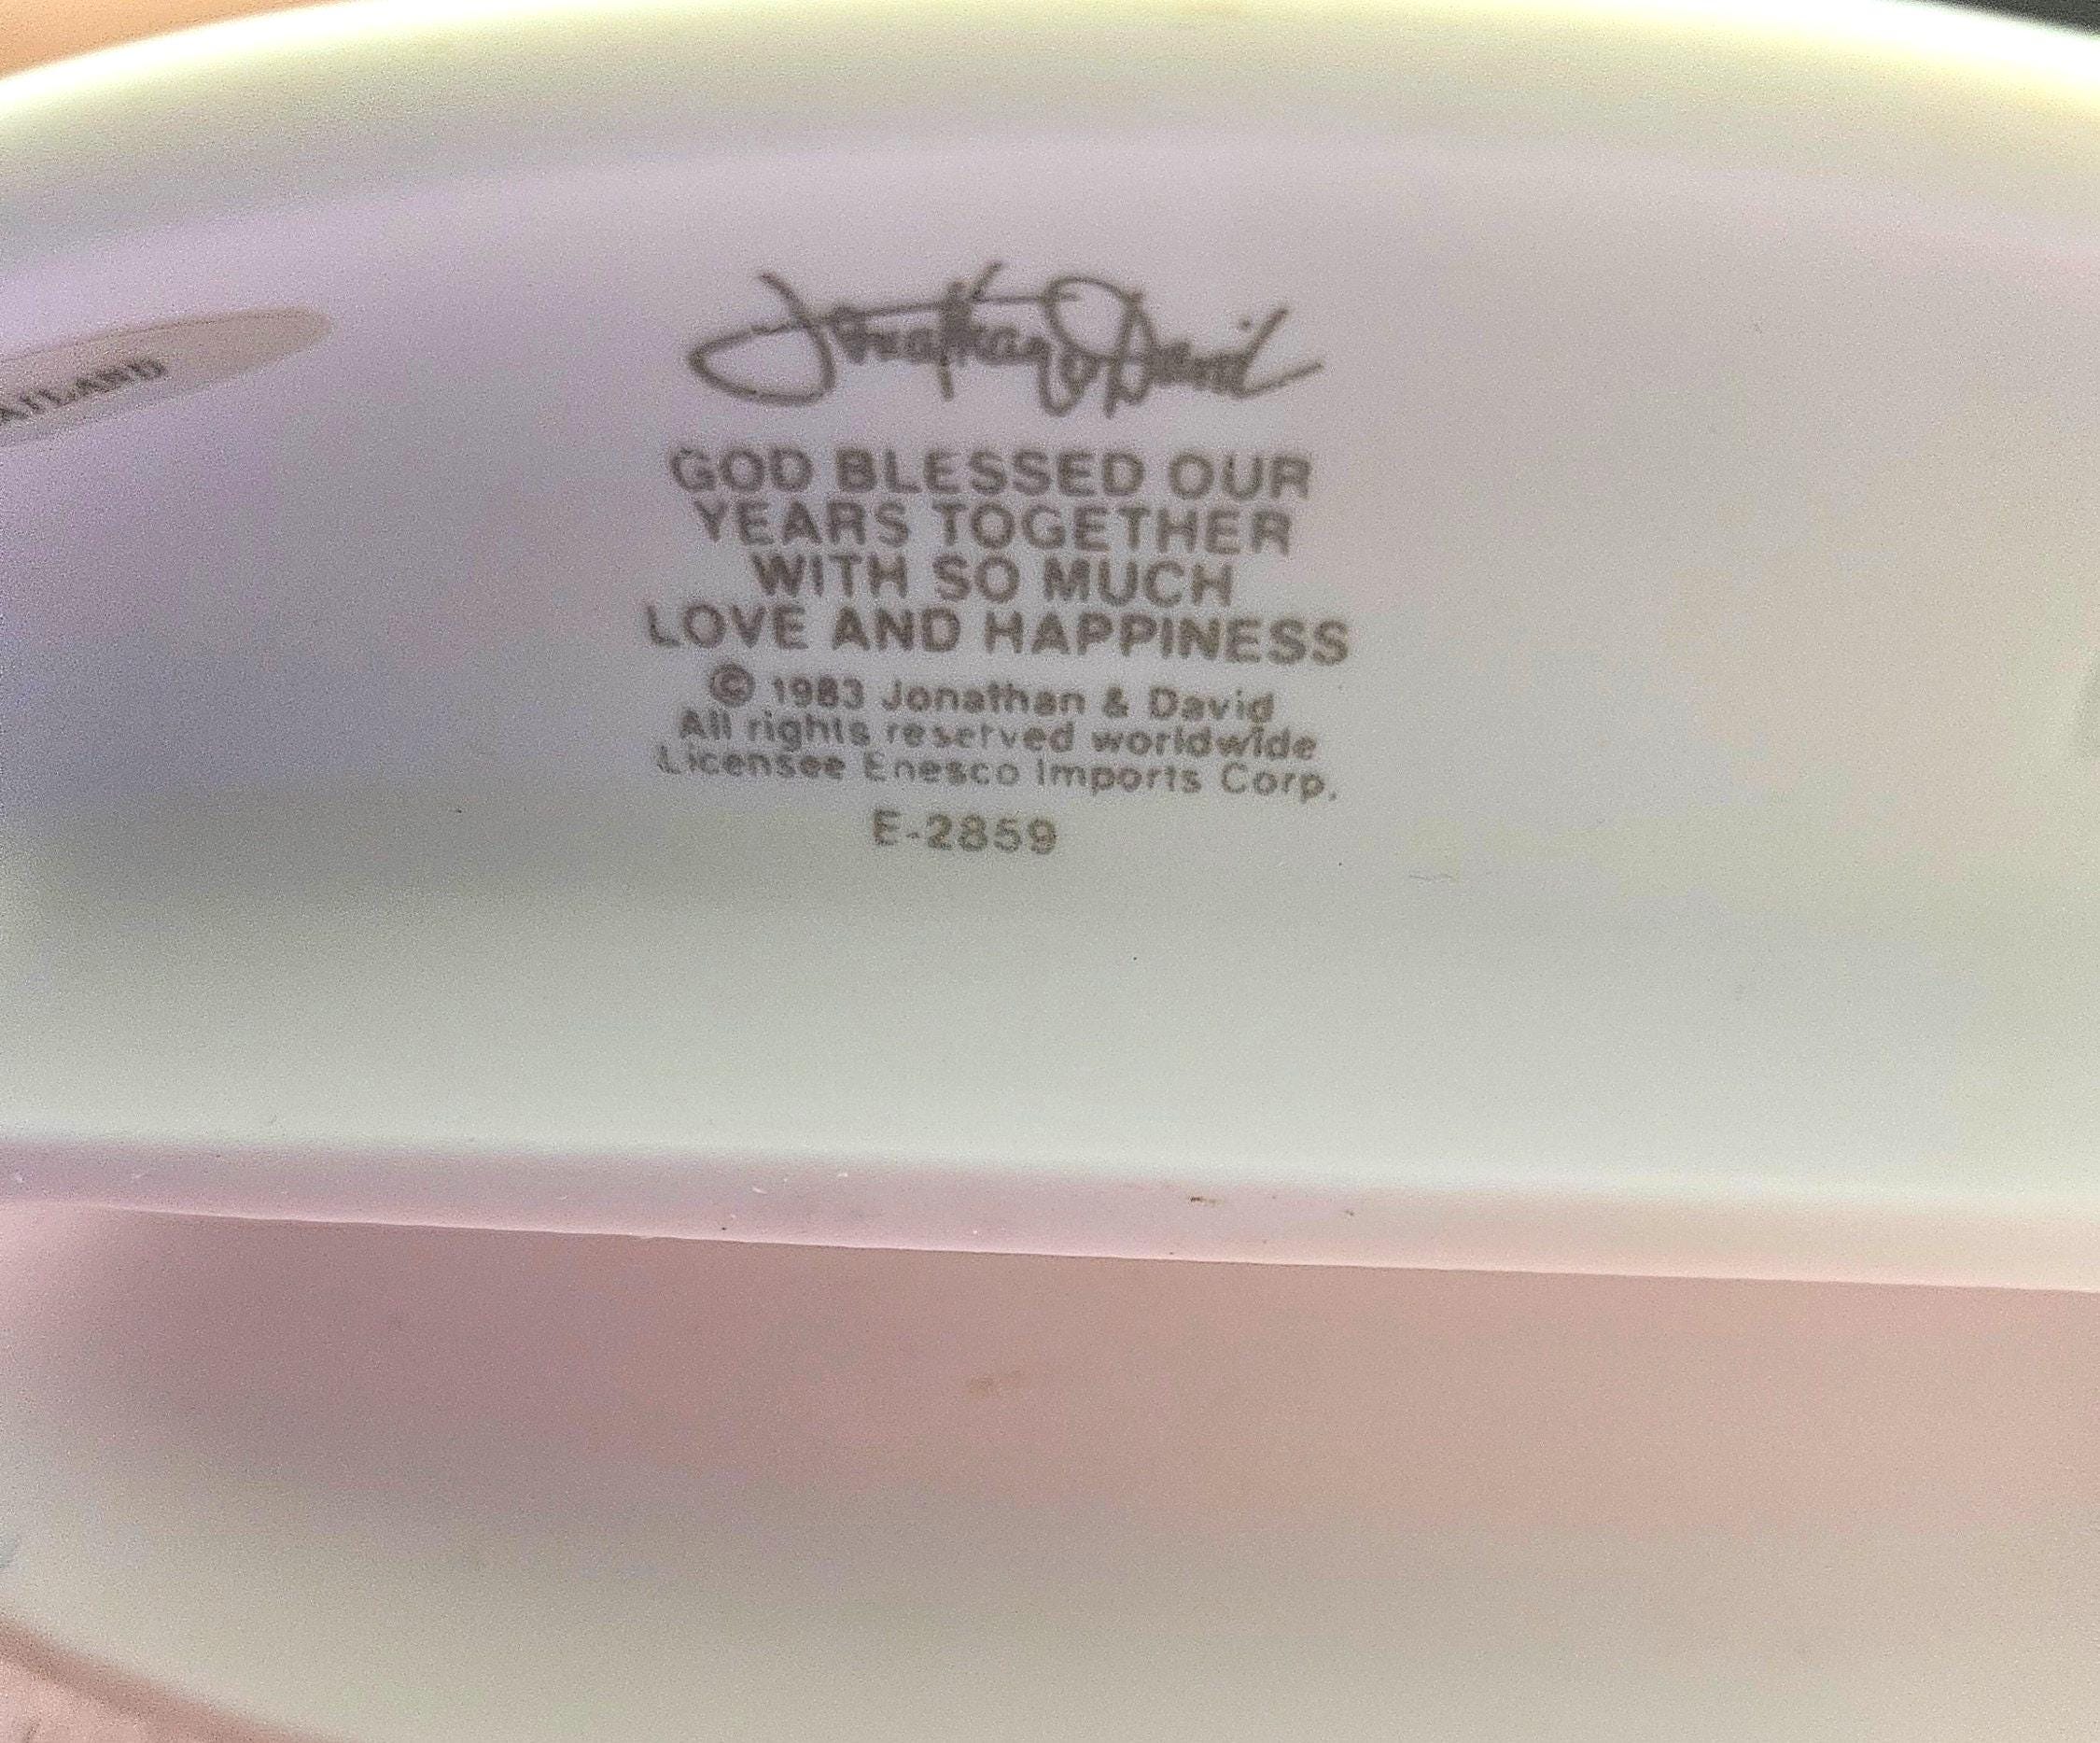 Jonathan & David
GOD BLESSED OUR
YEARS TOGETHER
WITH SO MUCH
LOVE AND HAPPINESS
© 1983 Jonathan & David
All rights reserved worldwide
Licensee Enesco Imports Corp.
E-2859
AILAND